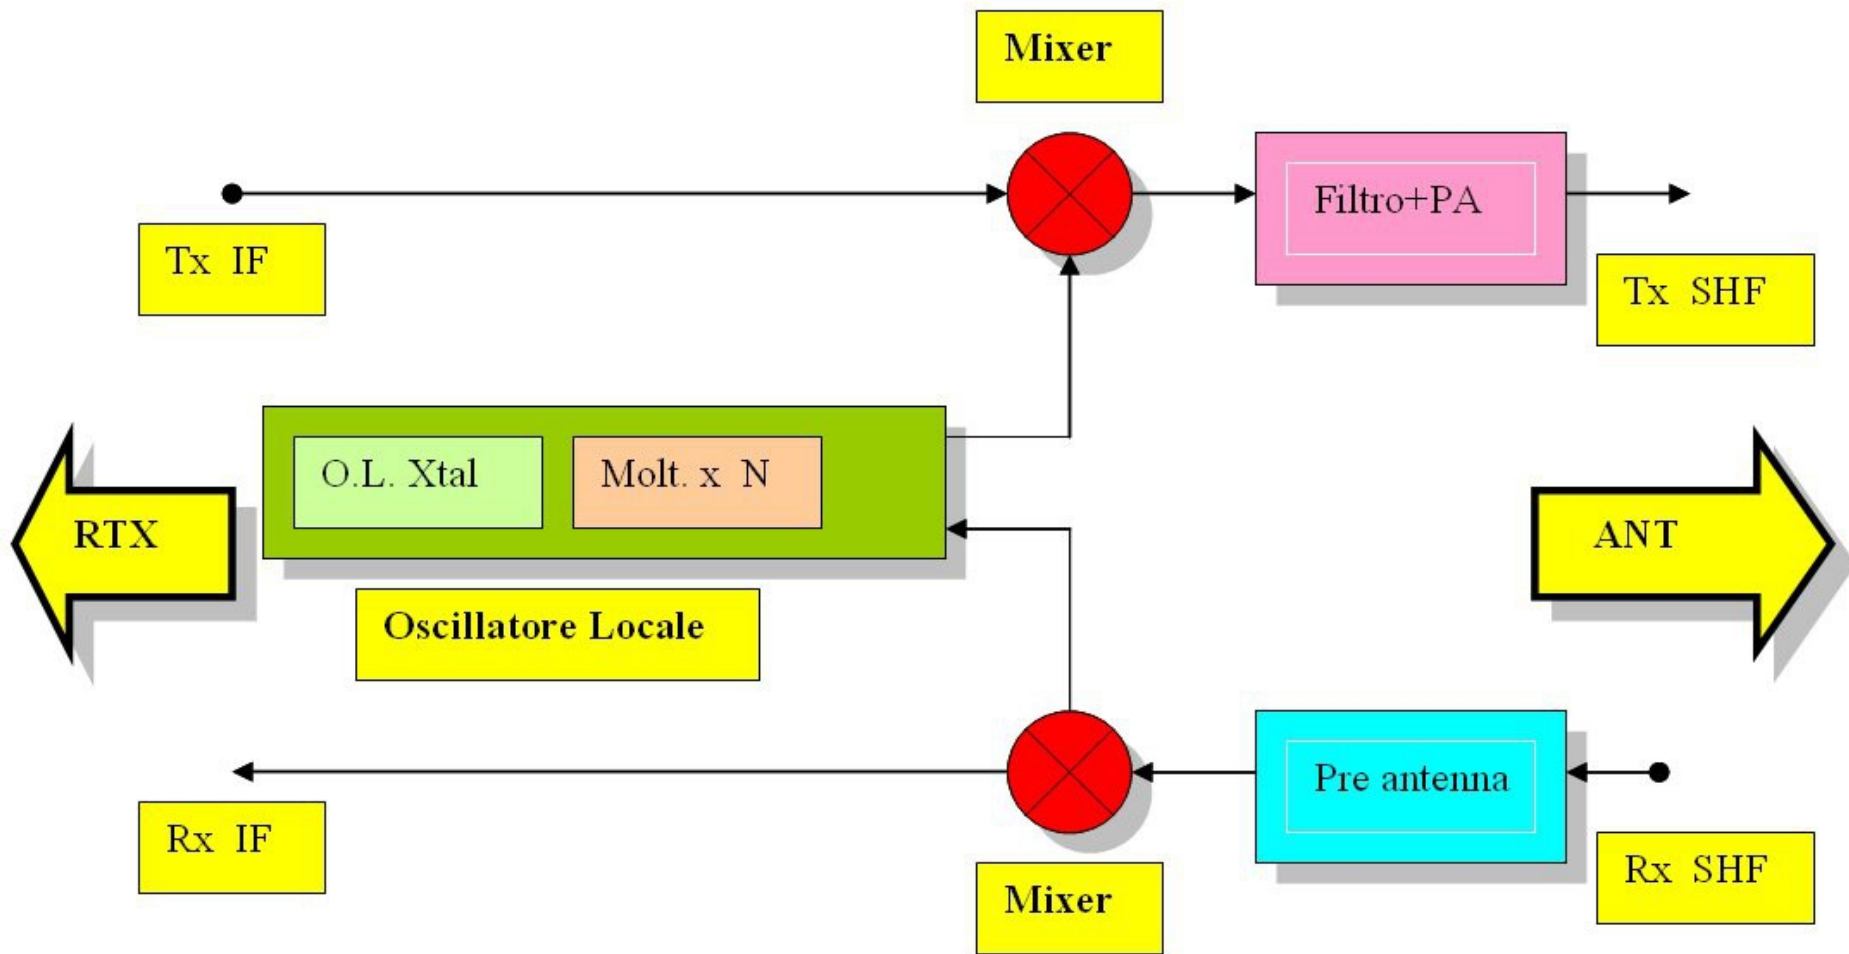 Mixer
Filtro+PA
Tx IF
Tx SHF
O.L. Xtal
Molt. x N
RTX
ANT
Oscillatore Locale
Pre antenna
Rx IF
Rx SHF
Mixer